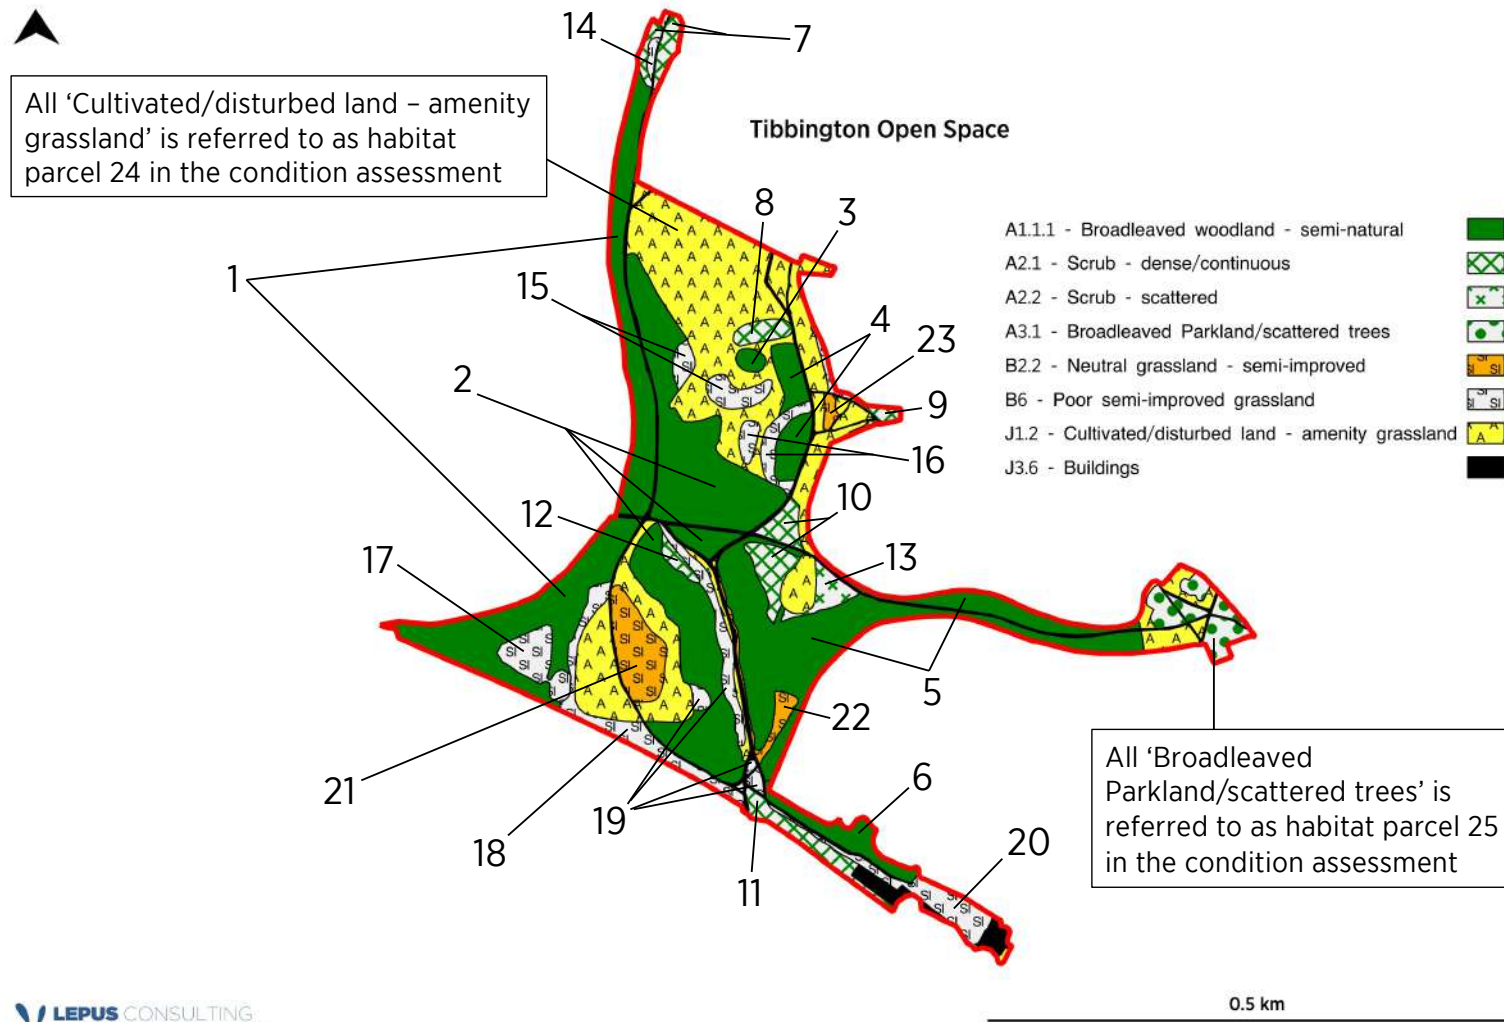 14
7
All ‘Cultivated/disturbed land – amenity
grassland’ is referred to as habitat
parcel 24 in the condition assessment
Tibbington Open Space
8
3
A1.1.1 - Broadleaved woodland - semi-natural
A2.1 - Scrub - dense/continuous
A2.2 - Scrub - scattered
A3.1 - Broadleaved Parkland/scattered trees
B2.2 - Neutral grassland - semi-improved
B6 - Poor semi-improved grassland
J1.2 - Cultivated/disturbed land - amenity grassland
J3.6 - Buildings
1
15
4
23
2
9
16
10
12
17
13
5
22
21
18
19
6
11
20
All ‘Broadleaved
Parkland/scattered trees’ is
referred to as habitat parcel 25
in the condition assessment
LEPUS CONSULTING
0.5 km